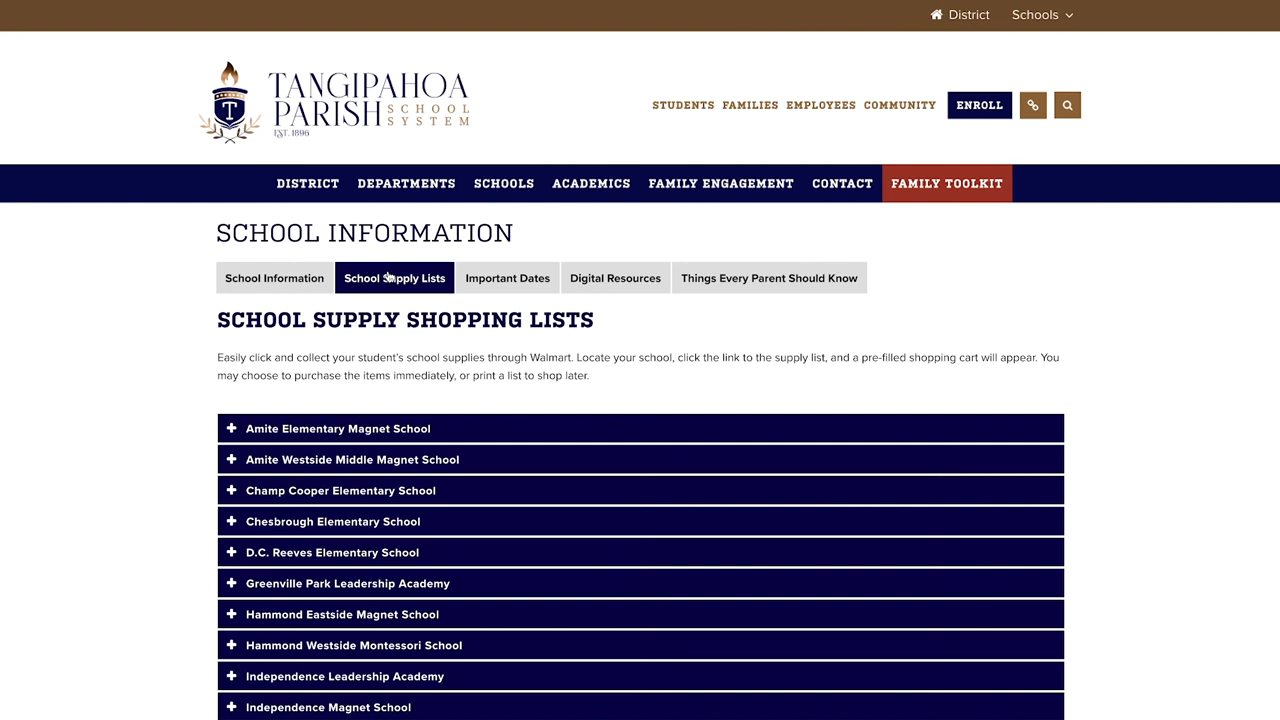 District Schools
T
TANGIPAHOA
PARISH SCHOOL SYSTEM
EST. 1896
STUDENTS FAMILIES EMPLOYEES COMMUNITY ENROLL
DISTRICT DEPARTMENTS SCHOOLS ACADEMICS FAMILY ENGAGEMENT CONTACT FAMILY TOOLKIT
SCHOOL INFORMATION
School Information School Supply Lists Important Dates Digital Resources Things Every Parent Should Know
SCHOOL SUPPLY SHOPPING LISTS
Easily click and collect your student's school supplies through Walmart. Locate your school, click the link to the supply list, and a pre-filled shopping cart will appear. You
may choose to purchase the items immediately, or print a list to shop later.
Amite Elementary Magnet School
Amite Westside Middle Magnet School
Champ Cooper Elementary School
Chesbrough Elementary School
D.C. Reeves Elementary School
Greenville Park Leadership Academy
Hammond Eastside Magnet School
Hammond Westside Montessori School
Independence Leadership Academy
Independence Magnet School